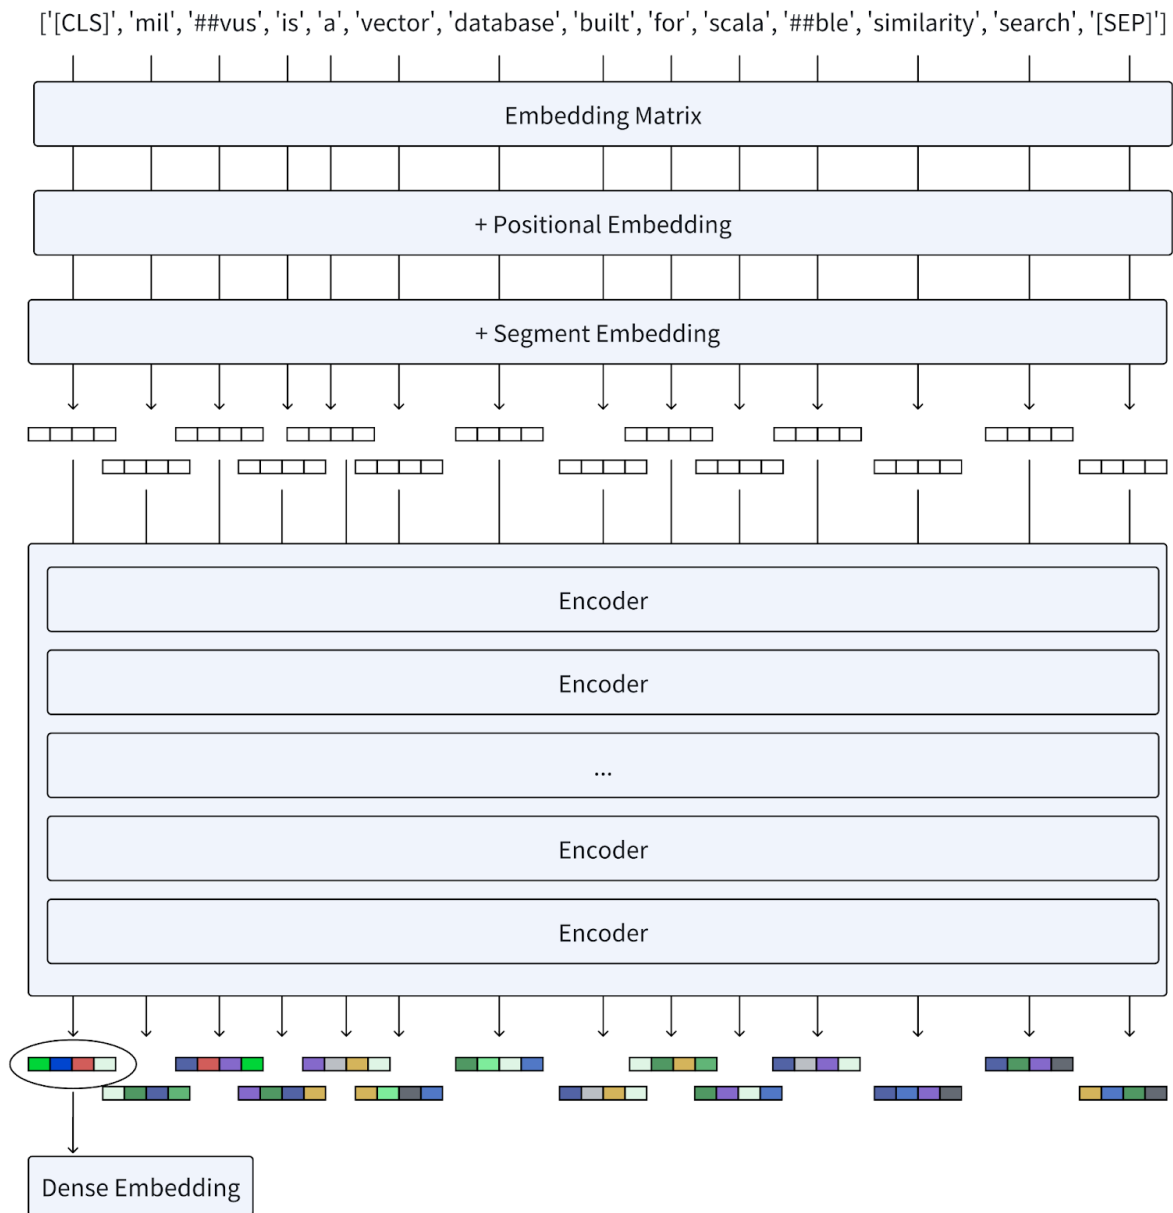 ['[CLS]', 'mil', '##vus', 'is', 'a', 'vector', 'database', 'built', 'for', 'scala', '##ble', 'similarity', 'search', '[SEP]']
Embedding Matrix
+ Positional Embedding
+ Segment Embedding
Encoder
Encoder
...
Encoder
Encoder
Dense Embedding